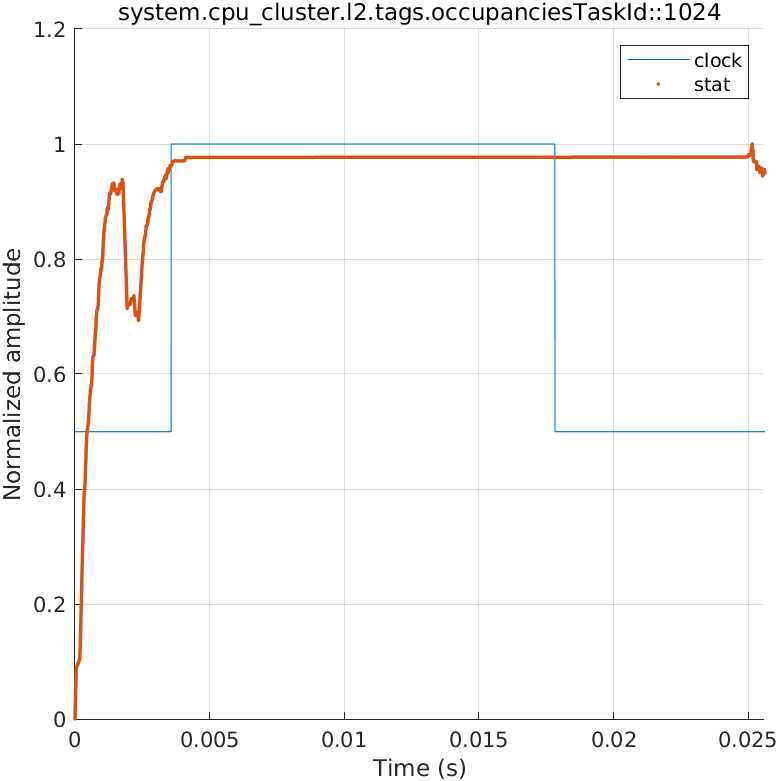 system.cpu_cluster.l2.tags.occupanciesTaskId::1024
clock
stat
Normalized amplitude
1.2
1
0.8
0.6
0.4
0.2
0
0 0.005 0.01 0.015 0.02 0.025
Time (s)